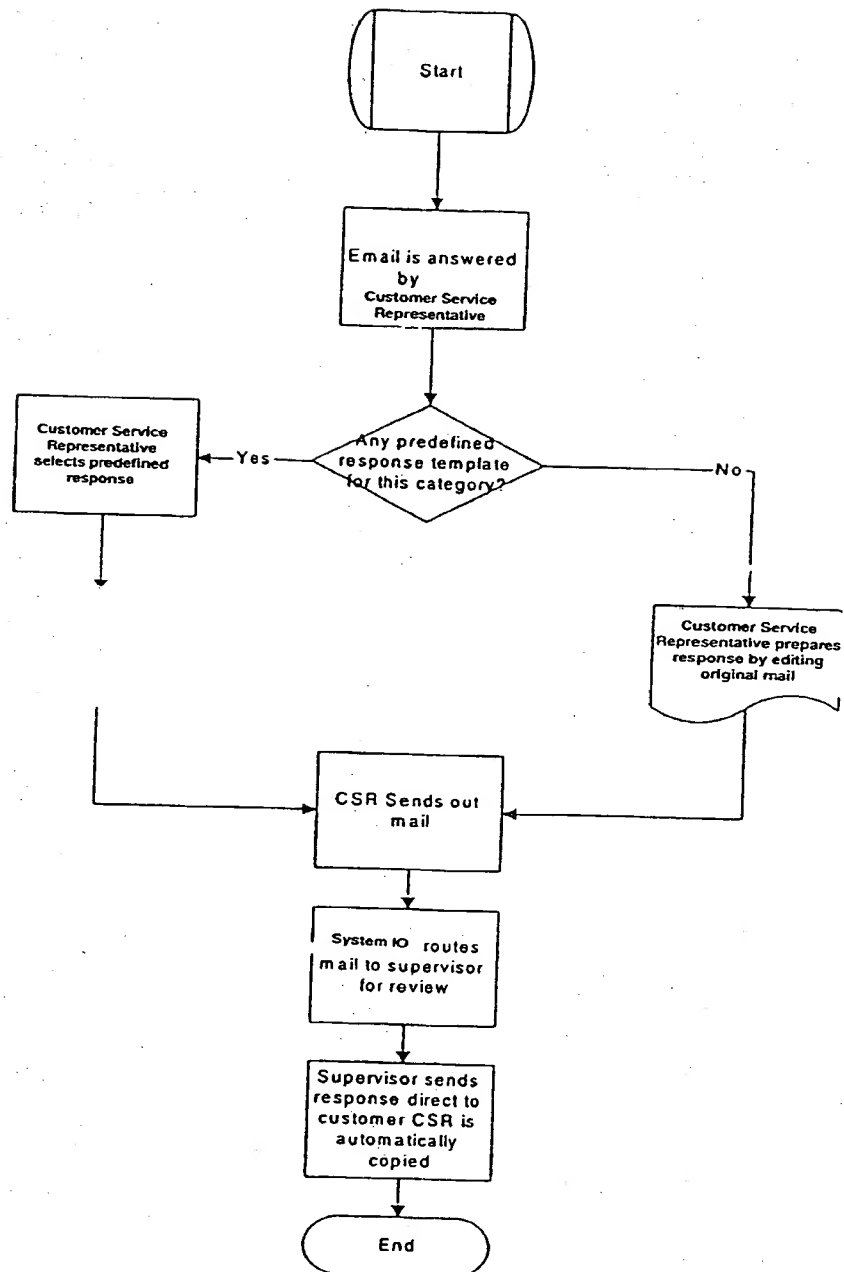 Start
Email is answered
by
Customer Service
Representative
Any predefined
response template
for this category?
Yes
No
Customer Service
Representative
selects predefined
response
Customer Service
Representative prepares
response by editing
original mail
CSR Sends out
mail
System IO routes
mail to supervisor
for review
Supervisor sends
response direct to
customer CSR is
automatically
copied
End